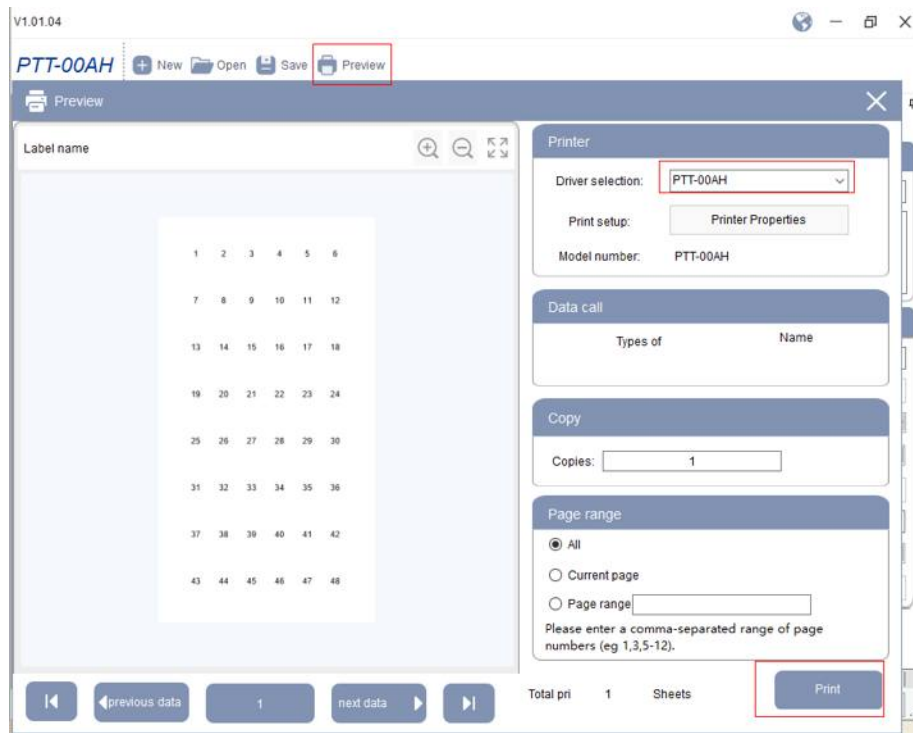 V1.01.04
PTT-00AH New Open Save Preview
Preview
Label name
1 2 3 4 5 6
7 8 9 10 11 12
13 14 15 16 17 18
19 20 21 22 23 24
25 26 27 28 29 30
31 32 33 34 35 36
37 38 39 40 41 42
43 44 45 46 47 48
previous data 1 next data
Printer
Driver selection: PTT-00AH
Print setup: Printer Properties
Model number: PTT-00AH
Data call
Types of Name
Copy
Copies: 1
Page range
All
Current page
Page range
Please enter a comma-separated range of page
numbers (eg 1,3,5-12).
Total pri 1 Sheets Print